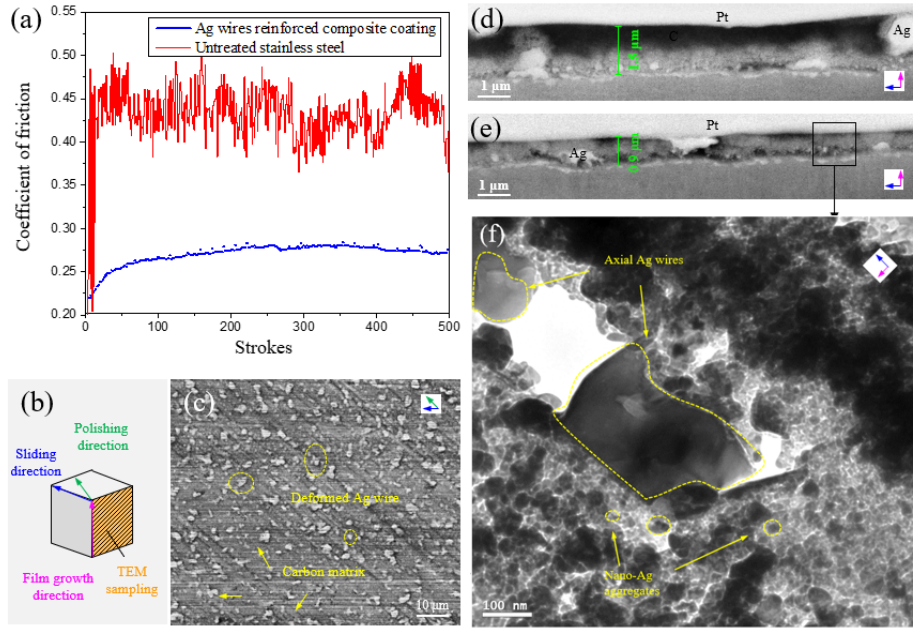 (a)
Ag wires reinforced composite coating
Untreated stainless steel
Coefficient of friction
0.55
0.50
0.45
0.40
0.35
0.30
0.25
0.20
0
100
200
300
400
500
Strokes
(b)
Polishing
direction
Sliding
direction
Film growth
direction
TEM
sampling
(c)
Deformed Ag wire
Carbon matrix
10 μm
(d)
Pt
C
Ag
1 μm
(e)
Pt
Ag
0.9 μm
1 μm
(f)
Axial Ag wires
Nano-Ag
aggregates
100 nm